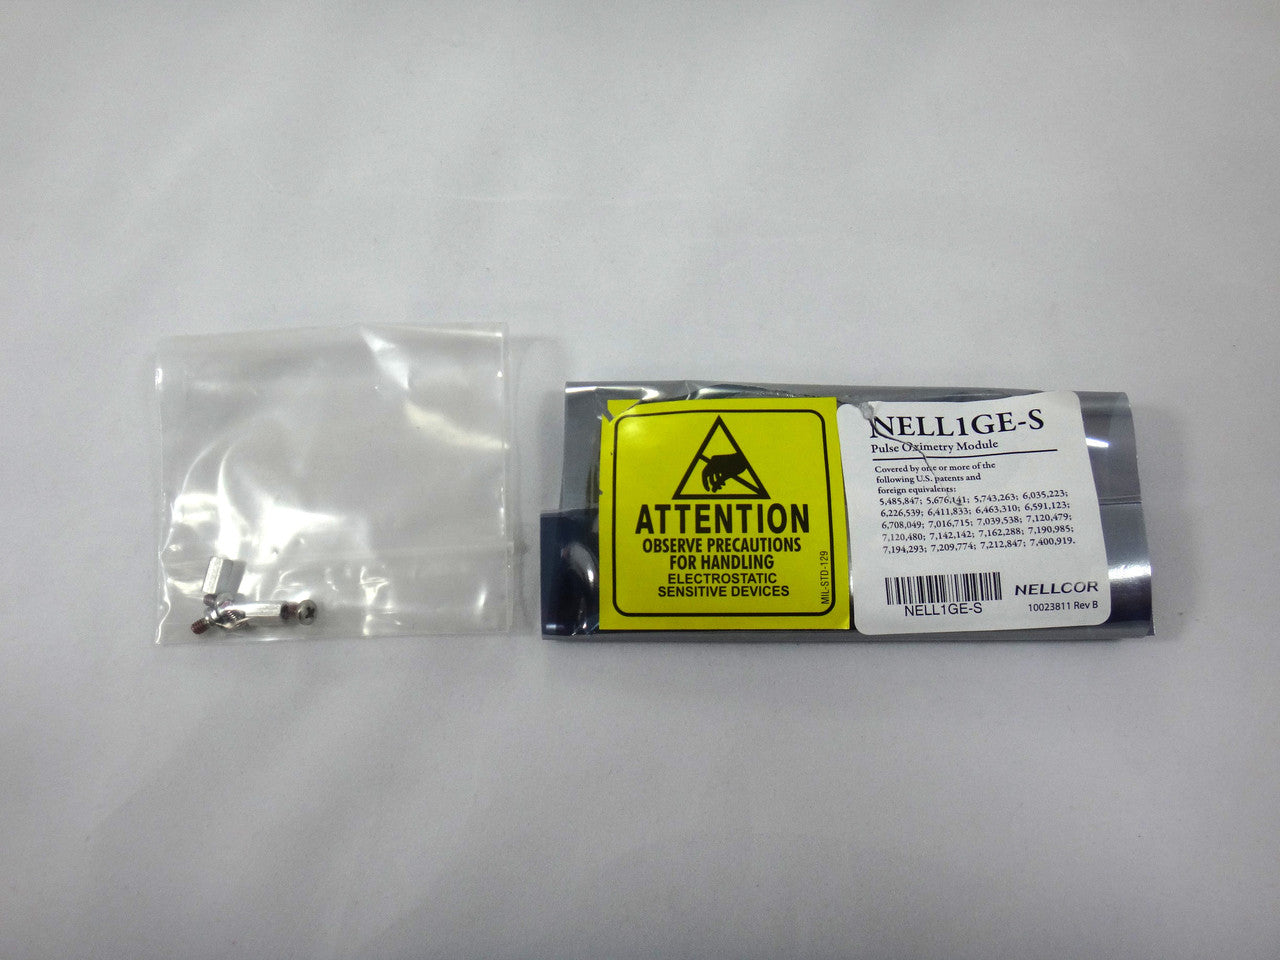 ATTENTION
OBSERVE PRECAUTIONS
FOR HANDLING
ELECTROSTATIC
SENSITIVE DEVICES
MIL-STD-129
NELL1GE-S
Pulse Oximetry Module
Covered by one or more of the
following U.S. patents and
foreign equivalents:
5,485,847; 5,676,141; 5,743,263; 6,035,223;
6,226,539; 6,411,833; 6,463,310; 6,591,123;
6,708,049; 7,016,715; 7,039,538; 7,120,479;
7,120,480; 7,142,142; 7,162,288; 7,190,985;
7,194,293; 7,209,774; 7,212,847; 7,400,919.
NELL1GE-S
NELLCOR
10023811 Rev B